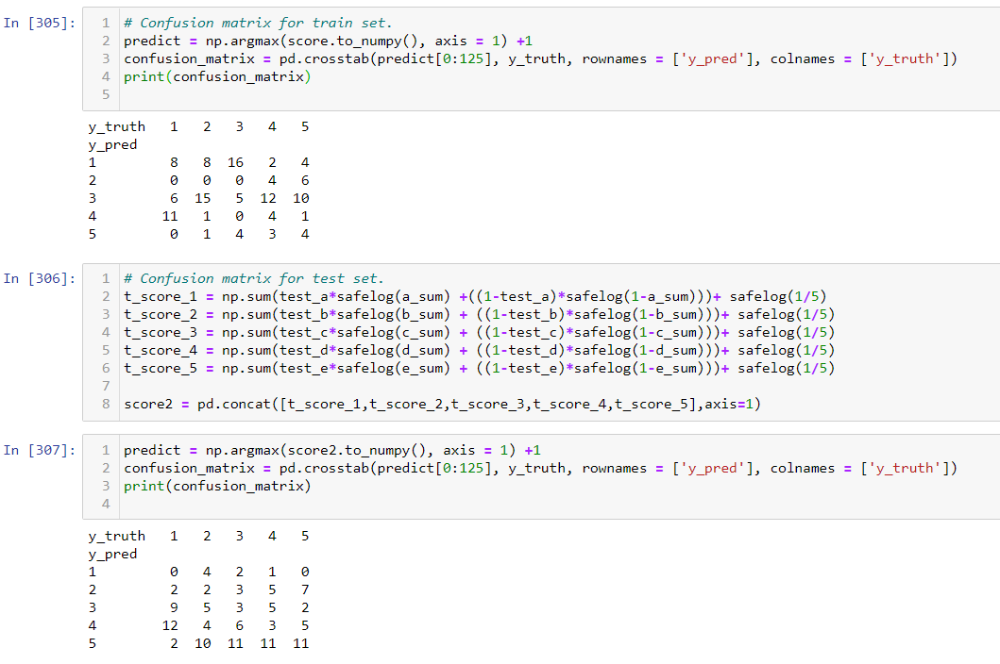 In [305]:
1 # Confusion matrix for train set.
2 predict = np.argmax(score.to_numpy(), axis = 1) +1
3 confusion_matrix = pd.crosstab(predict[0:125], y_truth, rownames = ['y_pred'], colnames = ['y_truth'])
4 print(confusion_matrix)
5
y_truth 1 2 3 4 5
y_pred
1 8 8 16 2 4
2 0 0 0 4 6
3 6 15 5 12 10
4 11 1 0 4 1
5 0 1 4 3 4
In [306]:
1 # Confusion matrix for test set.
2 t_score_1 = np.sum(test_a*safelog(a_sum) +((1-test_a)*safelog(1-a_sum)))+ safelog(1/5)
3 t_score_2 = np.sum(test_b*safelog(b_sum) + ((1-test_b)*safelog(1-b_sum)))+ safelog(1/5)
4 t_score_3 = np.sum(test_c*safelog(c_sum) + ((1-test_c)*safelog(1-c_sum)))+ safelog(1/5)
5 t_score_4 = np.sum(test_d*safelog(d_sum) + ((1-test_d)*safelog(1-d_sum)))+ safelog(1/5)
6 t_score_5 = np.sum(test_e*safelog(e_sum) + ((1-test_e)*safelog(1-e_sum)))+ safelog(1/5)
7
8 score2 = pd.concat([t_score_1,t_score_2,t_score_3,t_score_4,t_score_5],axis=1)
In [307]:
1 predict = np.argmax(score2.to_numpy(), axis = 1) +1
2 confusion_matrix = pd.crosstab(predict[0:125], y_truth, rownames = ['y_pred'], colnames = ['y_truth'])
3 print(confusion_matrix)
4
y_truth 1 2 3 4 5
y_pred
1 0 4 2 1 0
2 2 2 3 5 7
3 9 5 3 5 2
4 12 4 6 3 5
5 2 10 11 11 11